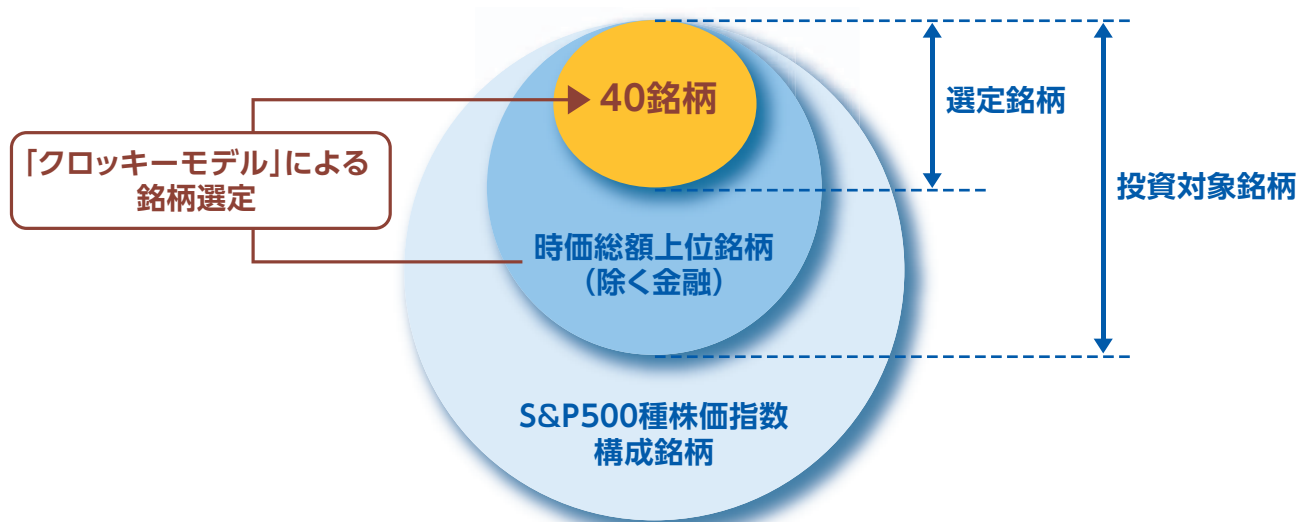 40銘柄
選定銘柄
「クロッキーモデル」による
銘柄選定
投資対象銘柄
時価総額上位銘柄
（除く金融）
S&P500種株価指数
構成銘柄